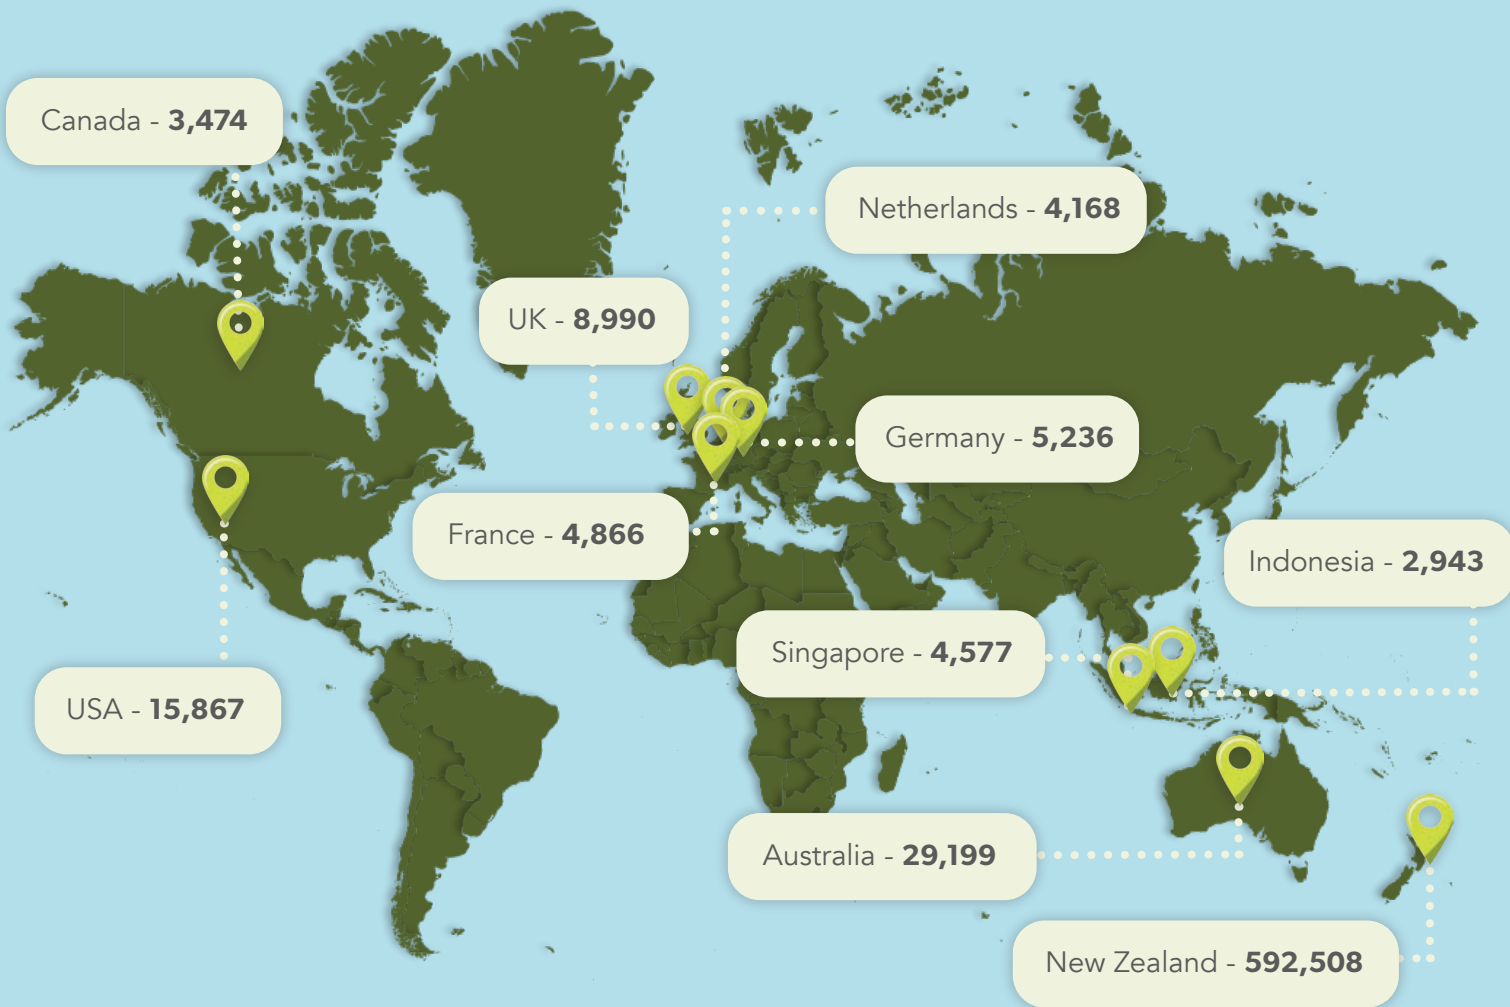 Canada - 3,474
Netherlands - 4,168
UK - 8,990
Germany - 5,236
France - 4,866
Indonesia - 2,943
Singapore - 4,577
USA - 15,867
Australia - 29,199
New Zealand - 592,508